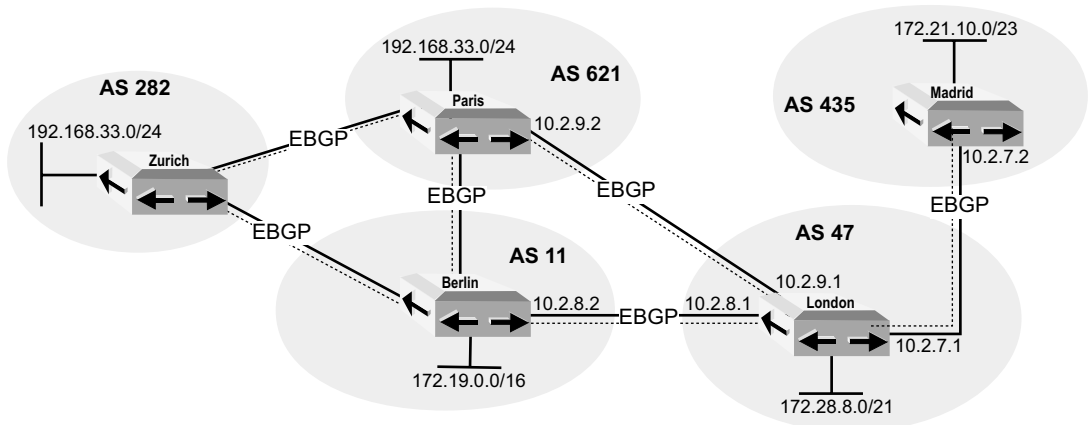 172.21.10.0/23
192.168.33.0/24
AS 282
AS 621
Paris
Madrid
AS 435
10.2.9.2
192.168.33.0/24
EBGP
Zurich
10.2.7.2
EBGP
EBGP
EBGP
EBGP
AS 47
AS 11
Berlin
10.2.9.1
10.2.8.2
10.2.8.1
London
EBGP
10.2.7.1
172.19.0.0/16
172.28.8.0/21